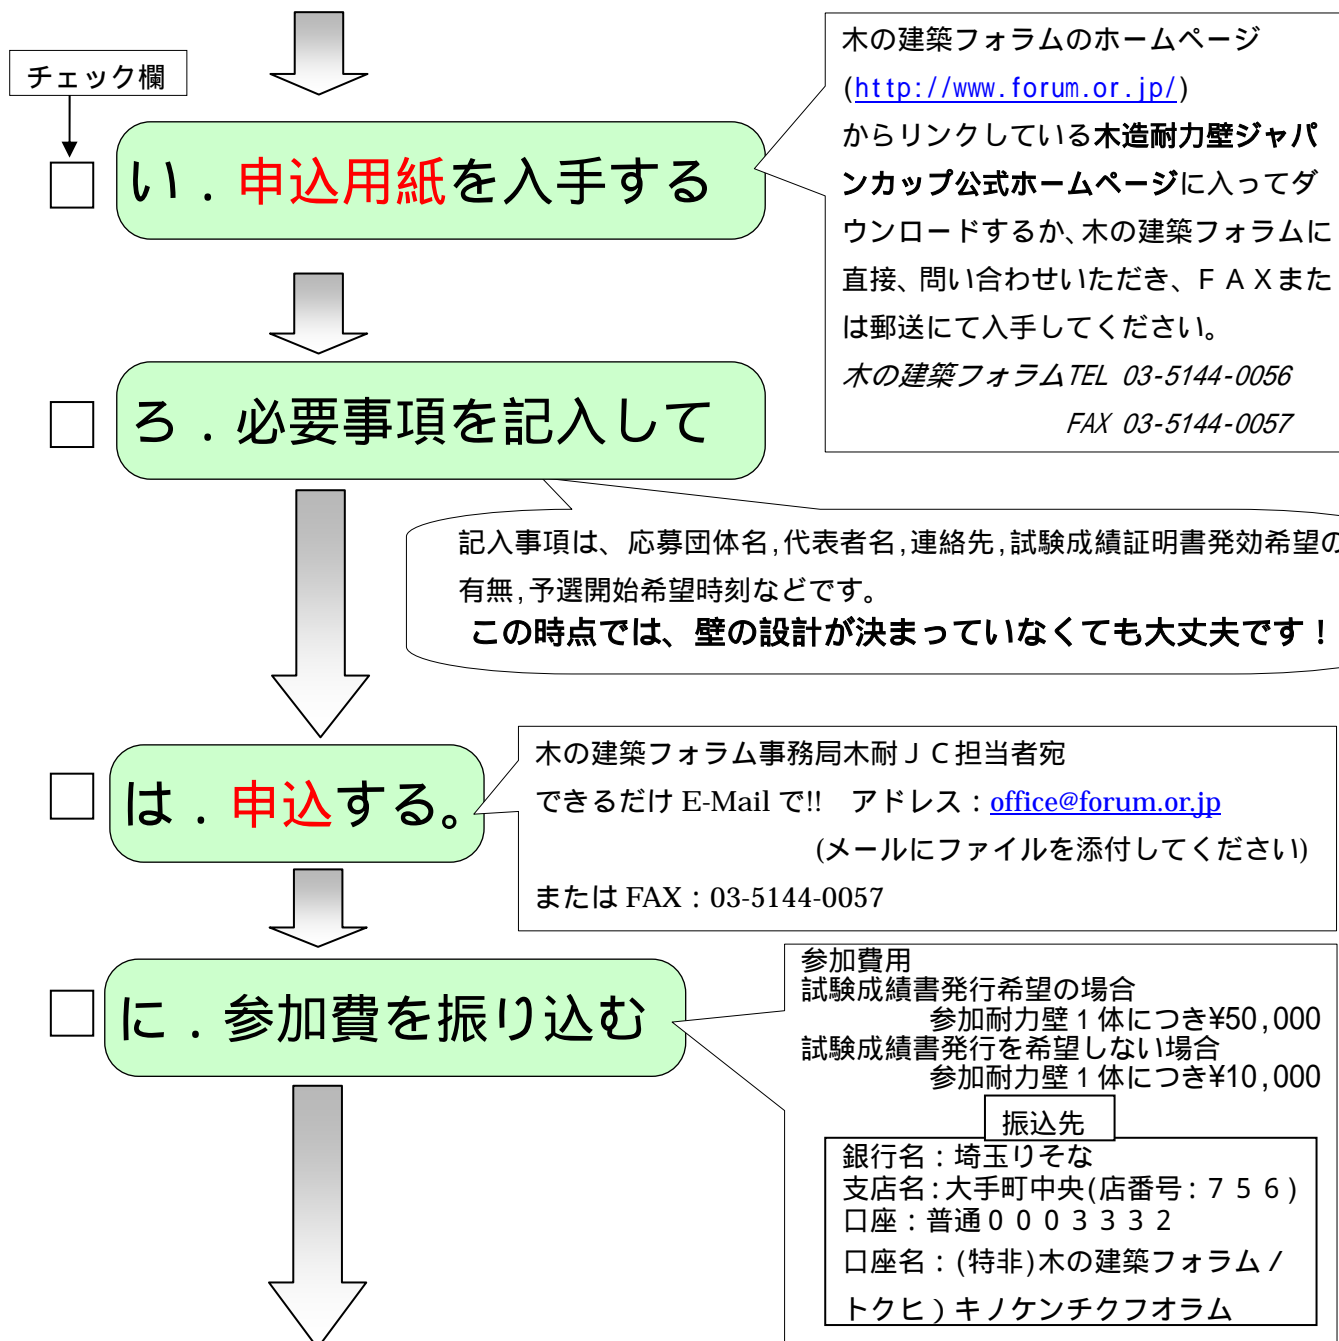 チェック欄
い．申込用紙を入手する
木の建築フォラムのホームページ
(http://www.forum.or.jp/)
からリンクしている木造耐力壁ジャパ
ンカップ公式ホームページに入ってダ
ウンロードするか、木の建築フォラムに
直接、問い合わせいただき、ＦＡＸまた
は郵送にて入手してください。
木の建築フォラムTEL 03-5144-0056
FAX 03-5144-0057
ろ．必要事項を記入して
記入事項は、応募団体名,代表者名,連絡先,試験成績証明書発効希望の
有無,予選開始希望時刻などです。
この時点では、壁の設計が決まっていなくても大丈夫です！
は．申込する。
木の建築フォラム事務局木耐ＪＣ担当者宛
できるだけ E-Mail で!!　アドレス：office@forum.or.jp
(メールにファイルを添付してください)
または FAX：03-5144-0057
に．参加費を振り込む
参加費用
試験成績書発行希望の場合
参加耐力壁１体につき¥50,000
試験成績書発行を希望しない場合
参加耐力壁１体につき¥10,000
振込先
銀行名：埼玉りそな
支店名：大手町中央(店番号：７５６)
口座：普通０００３３３２
口座名：(特非)木の建築フォラム／
トクヒ）キノケンチクフオラム